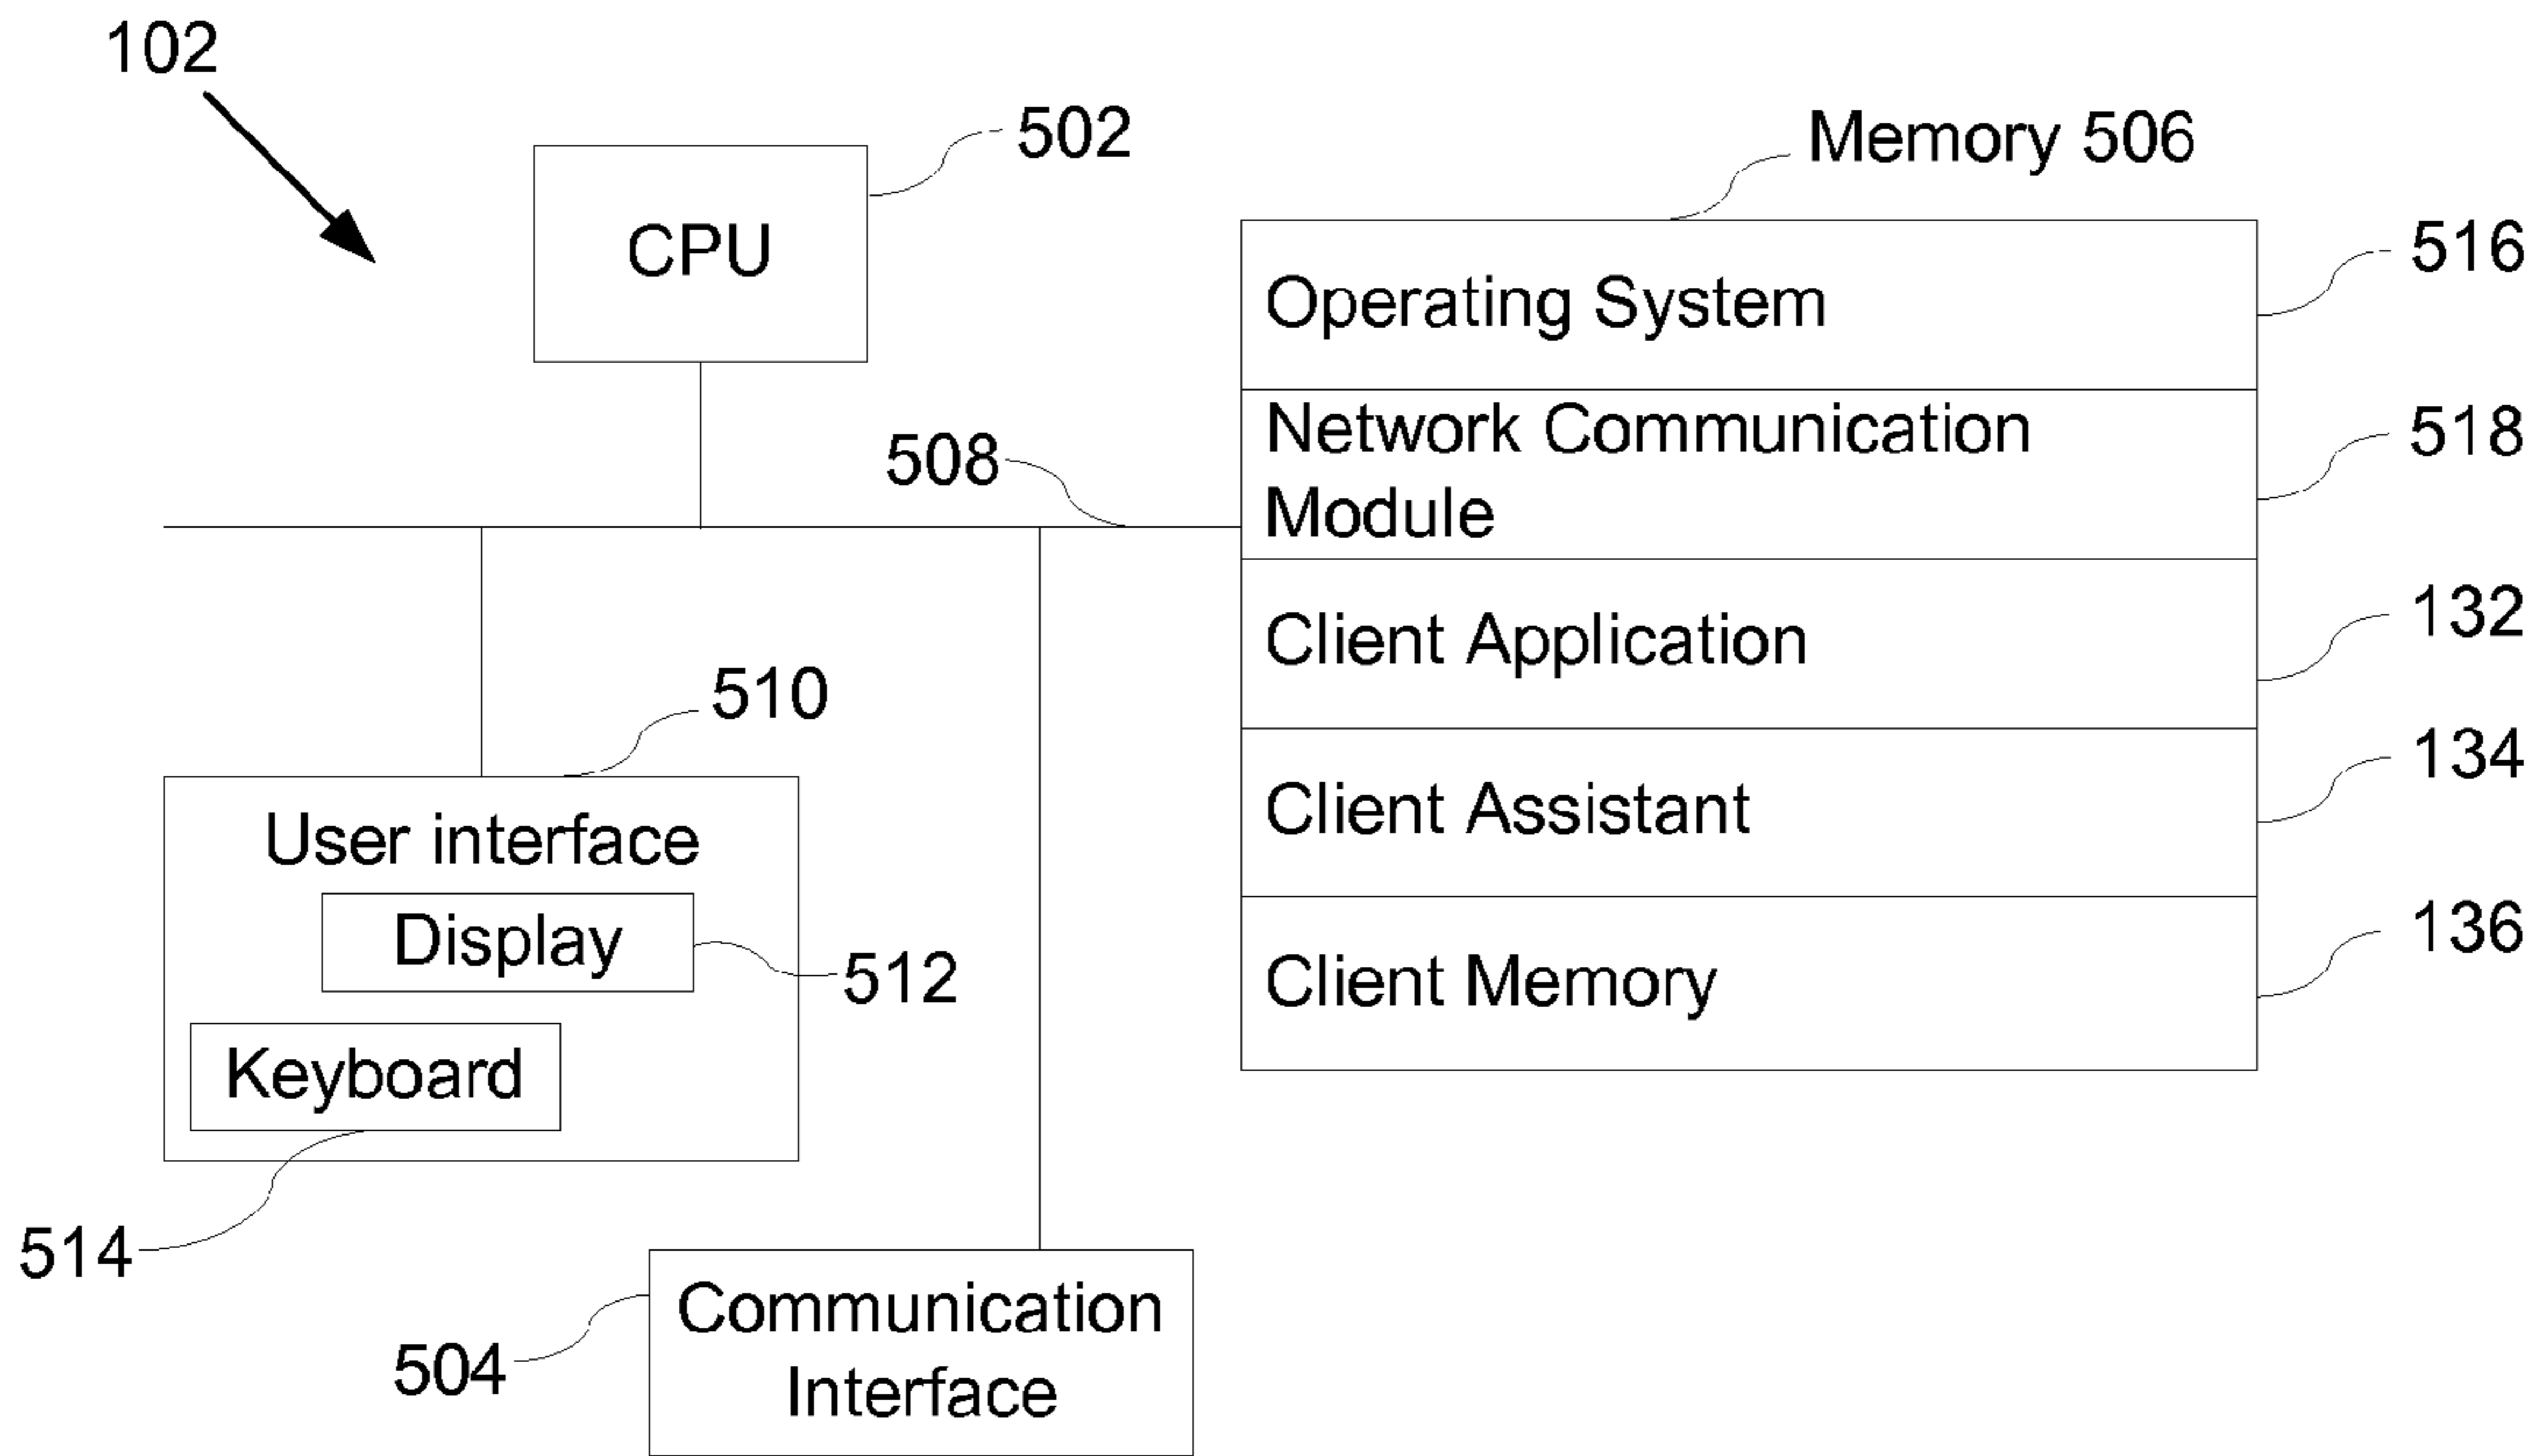 102
502
CPU
Memory 506
Operating System
516
Network Communication
Module
518
508
Client Application
132
Client Assistant
134
Client Memory
136
510
User interface
Display
512
Keyboard
514
504
Communication
Interface